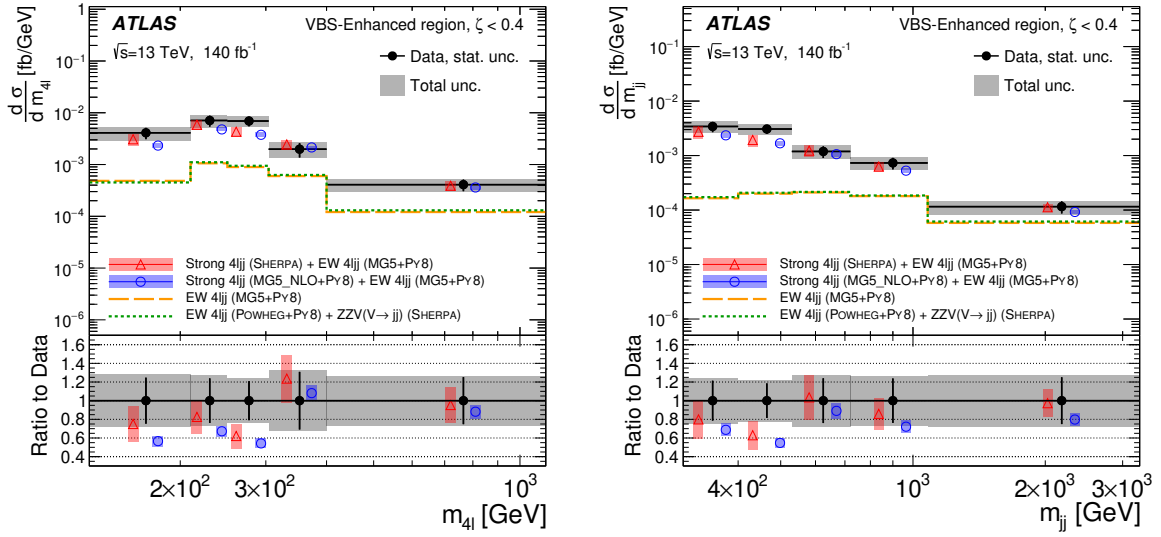 ATLAS VBS-Enhanced region, ζ < 0.4
√s=13 TeV, 140 fb⁻¹
Data, stat. unc.
Total unc.
d σ / d m₄ₗ [fb/GeV]
1
10⁻¹
10⁻²
10⁻³
10⁻⁴
10⁻⁵
10⁻⁶
Strong 4ljj (SHERPA) + EW 4ljj (MG5+PY8)
Strong 4ljj (MG5_NLO+PY8) + EW 4ljj (MG5+PY8)
EW 4ljj (MG5+PY8)
EW 4ljj (POWHEG+PY8) + ZZV(V→ jj) (SHERPA)
Ratio to Data
1.6
1.4
1.2
1
0.8
0.6
0.4
2×10² 3×10² 10³
m₄ₗ [GeV]
ATLAS VBS-Enhanced region, ζ < 0.4
√s=13 TeV, 140 fb⁻¹
Data, stat. unc.
Total unc.
d σ / d mⱼⱼ [fb/GeV]
1
10⁻¹
10⁻²
10⁻³
10⁻⁴
10⁻⁵
10⁻⁶
Strong 4ljj (SHERPA) + EW 4ljj (MG5+PY8)
Strong 4ljj (MG5_NLO+PY8) + EW 4ljj (MG5+PY8)
EW 4ljj (MG5+PY8)
EW 4ljj (POWHEG+PY8) + ZZV(V→ jj) (SHERPA)
Ratio to Data
1.6
1.4
1.2
1
0.8
0.6
0.4
4×10² 10³ 2×10³ 3×10³
mⱼⱼ [GeV]